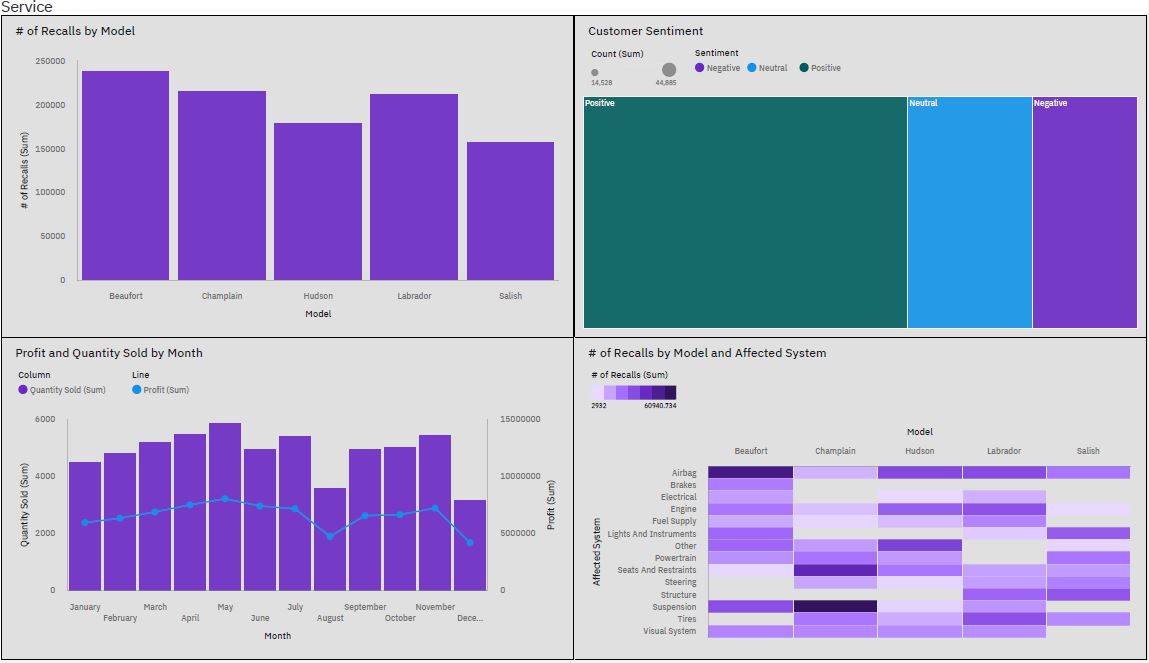 Service
# of Recalls by Model
# of Recalls (Sum)
250000
200000
150000
100000
50000
0
Beaufort Champlain Hudson Labrador Salish
Model
Customer Sentiment
Count (Sum)
14,528 44,885
Sentiment
Negative Neutral Positive
Positive Neutral Negative
Profit and Quantity Sold by Month
Column Line
Quantity Sold (Sum) Profit (Sum)
Quantity Sold (Sum)
6000
4000
2000
0
15000000
10000000
5000000
0
Profit (Sum)
January March May July September November
February April June August October Dece...
Month
# of Recalls by Model and Affected System
# of Recalls (Sum)
2932 60940.734
Model
Beaufort Champlain Hudson Labrador Salish
Affected System
Airbag
Brakes
Electrical
Engine
Fuel Supply
Lights And Instruments
Other
Powertrain
Seats And Restraints
Steering
Structure
Suspension
Tires
Visual System